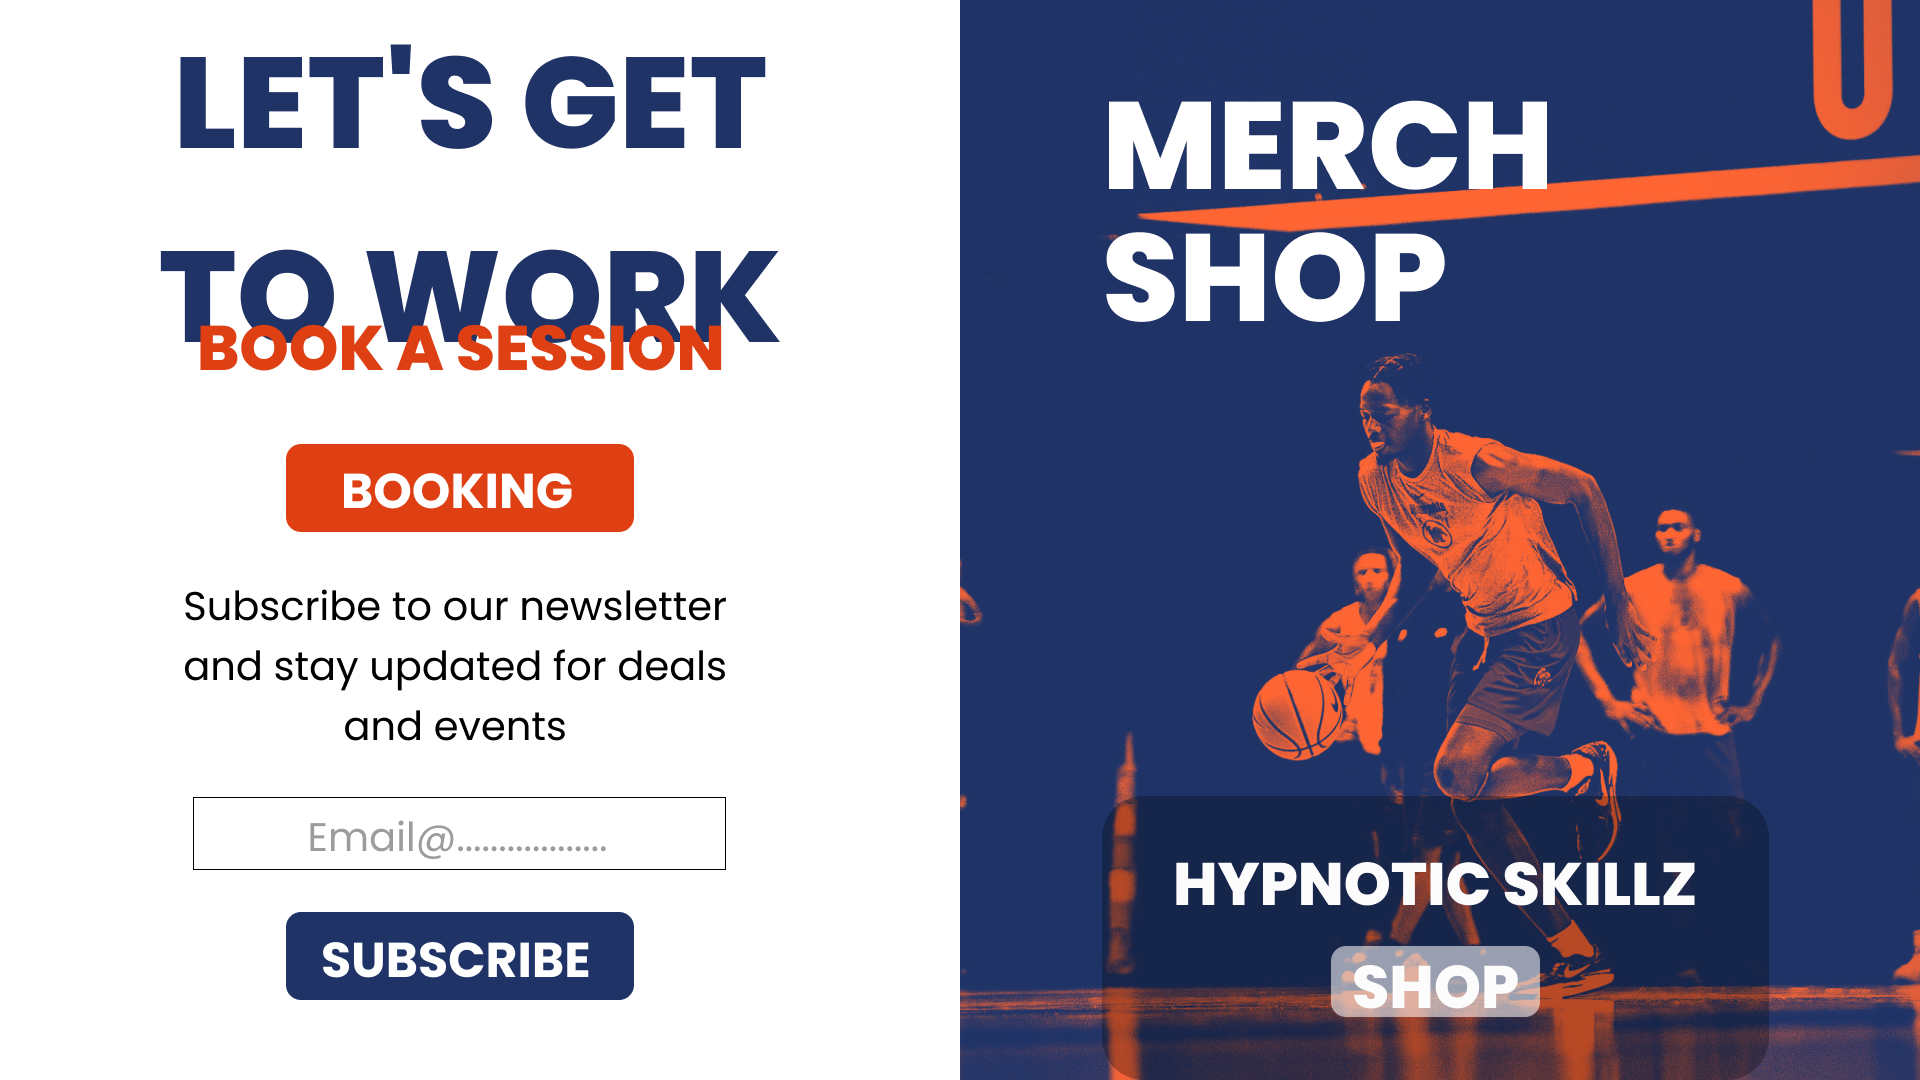 LET'S GET
TO WORK
BOOK A SESSION
BOOKING
Subscribe to our newsletter
and stay updated for deals
and events
Email@..................
SUBSCRIBE
MERCH
SHOP
HYPNOTIC SKILLZ
SHOP